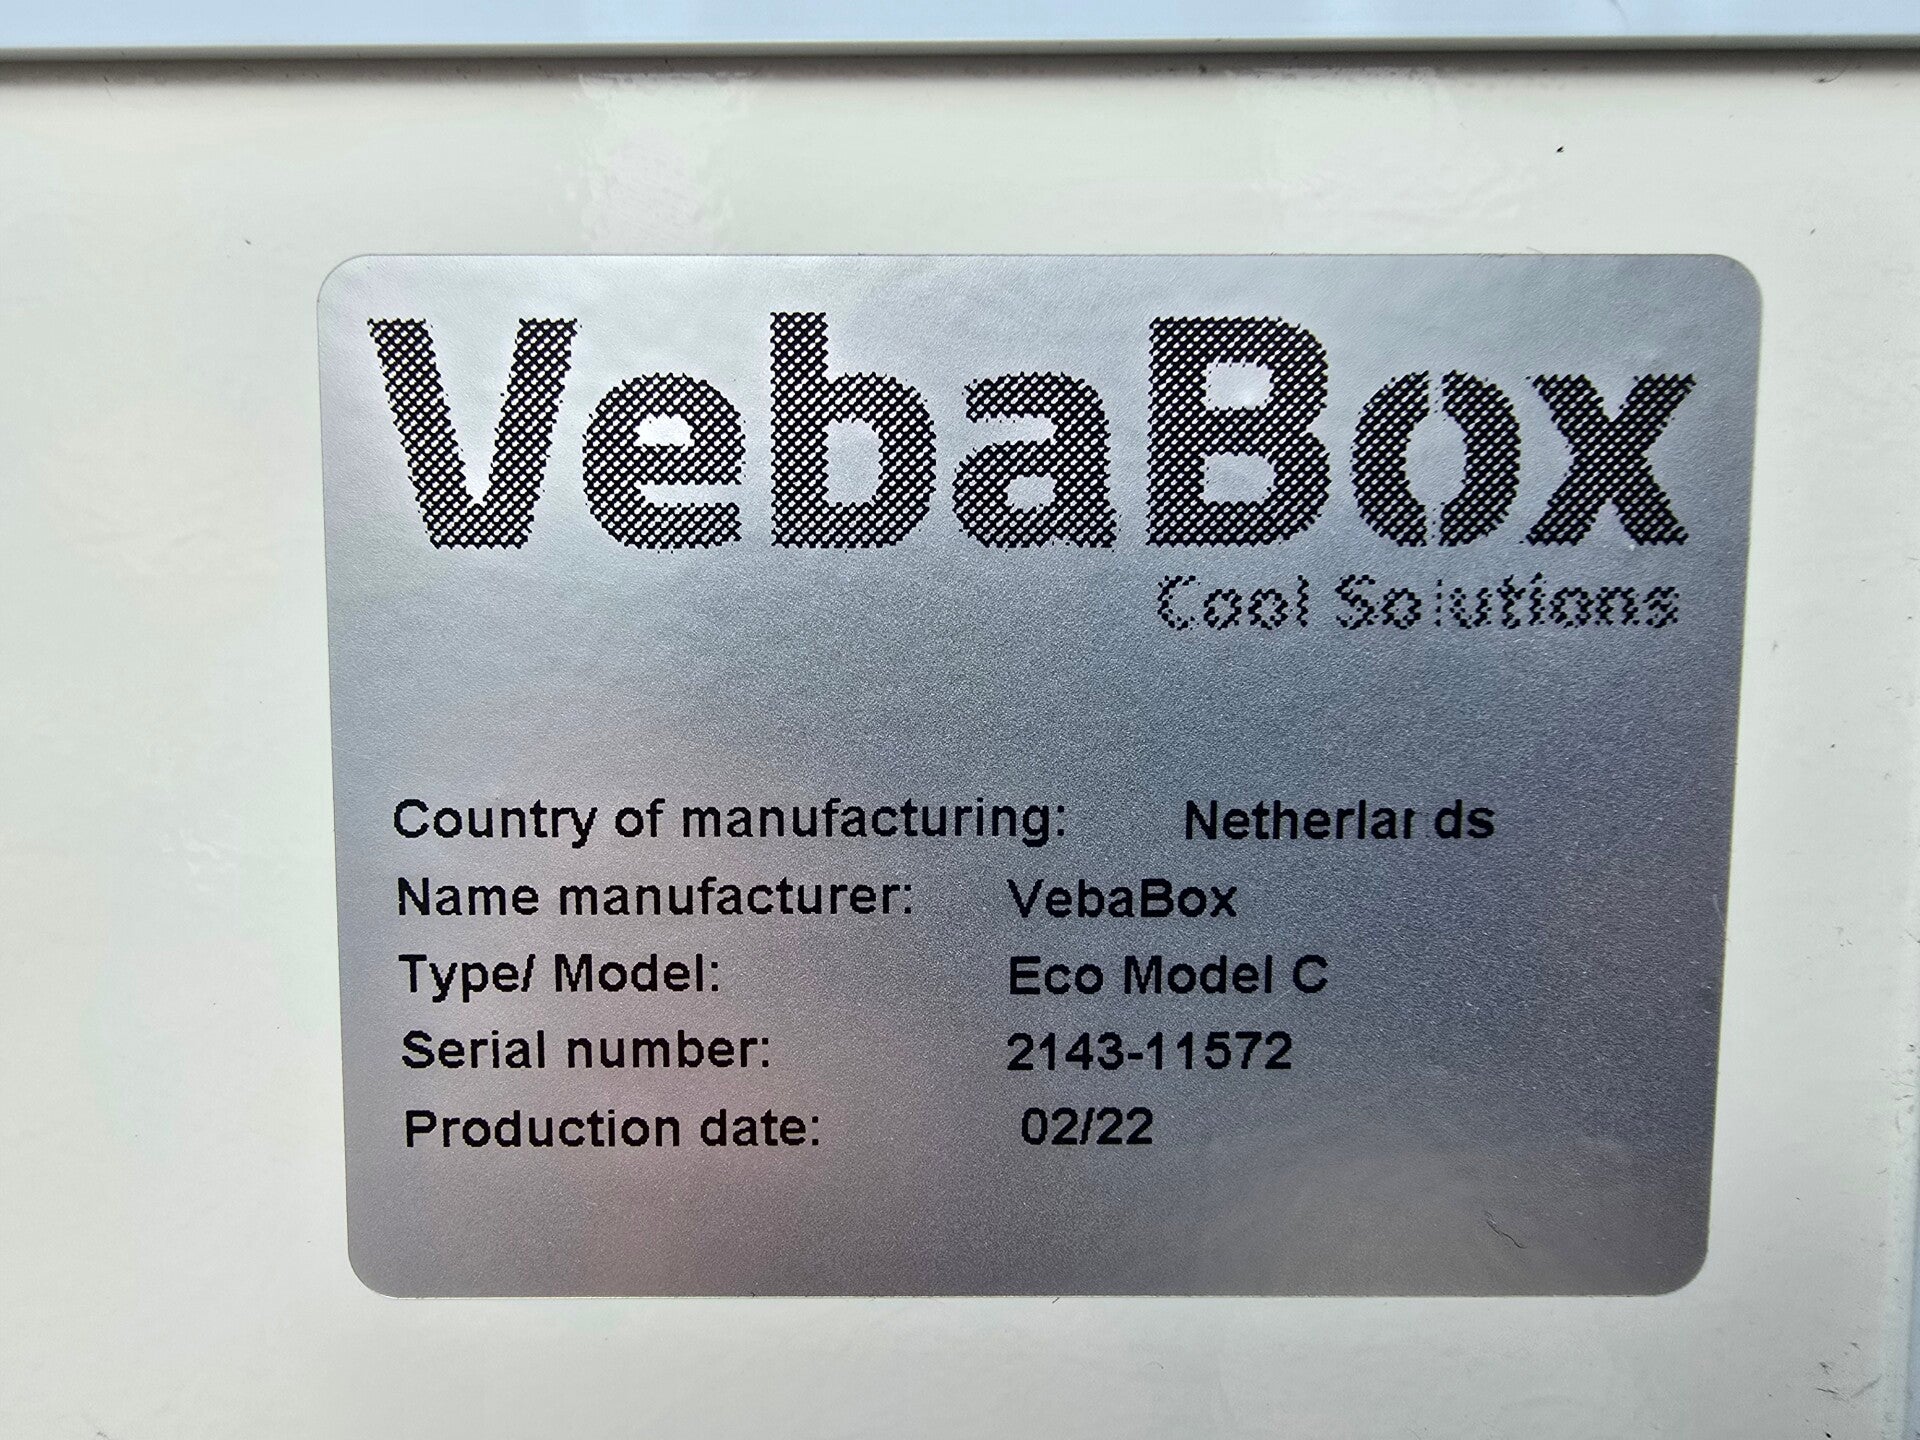 VebaBox
Cool Solutions
Country of manufacturing: Netherlands
Name manufacturer: VebaBox
Type/ Model: Eco Model C
Serial number: 2143-11572
Production date: 02/22